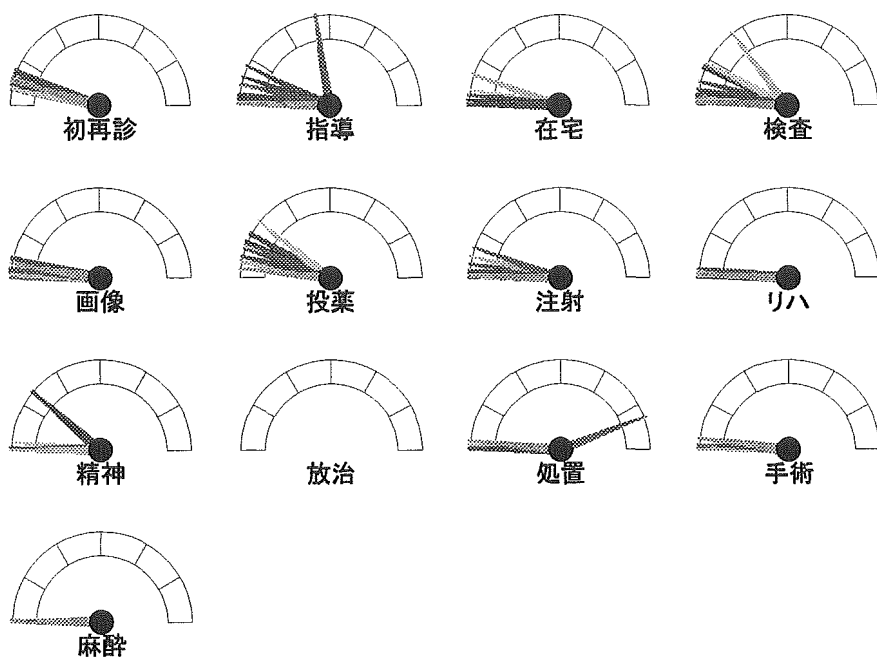 初再診
指導
在宅
検査
画像
投薬
注射
リハ
精神
放治
処置
手術
麻酔